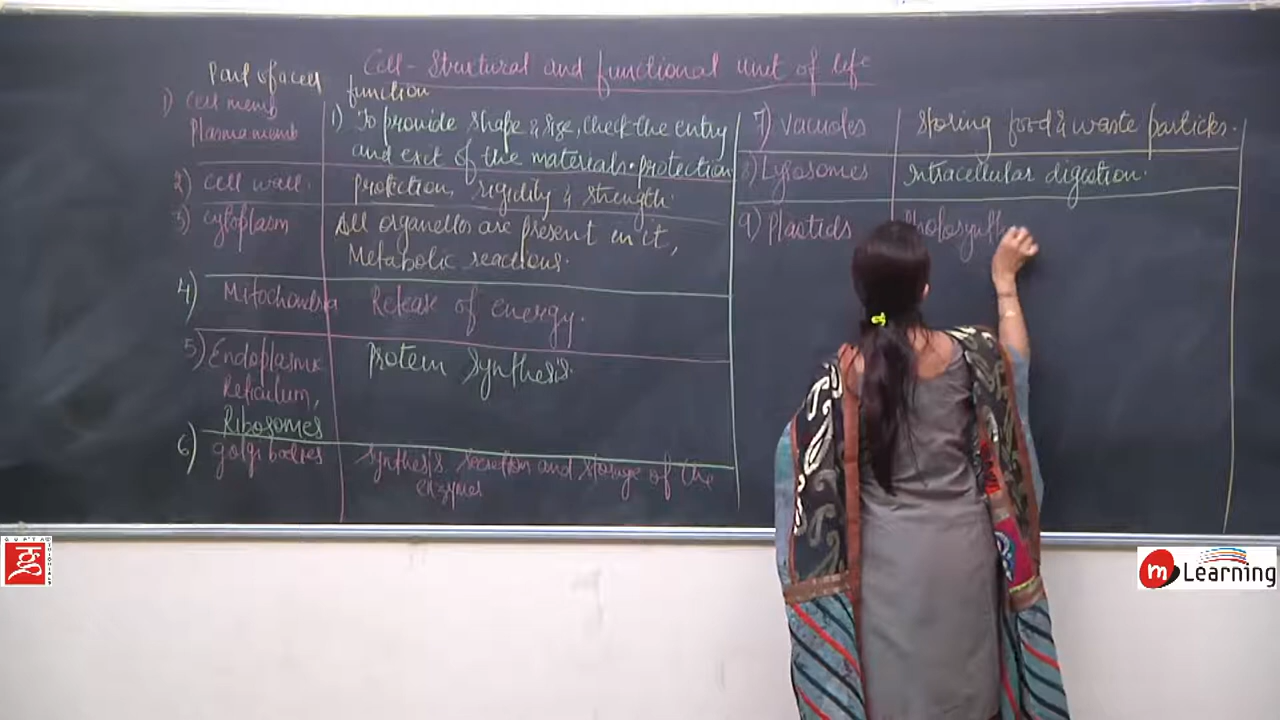 Cell - Structural and functional unit of life
Part of a cell
function
1) Cell memb
Plasma memb
1) To provide shape & size, check the entry
and exit of the materials. protection
2) Cell wall.
protection, rigidity & strength.
3) Cytoplasm
All organelles are present in it,
Metabolic reactions.
4) Mitochondria
Release of energy.
5) Endoplasmic
Reticulum,
Ribosomes
Protein Synthesis.
6) golgi bodies
Synthesis secretion and storage of the
enzymes
7) Vacuoles
Storing food & waste particles.
8) Lysosomes
Intracellular digestion.
9) Plastids
Photosynth
GUPTA
TUTORIALS
m Learning